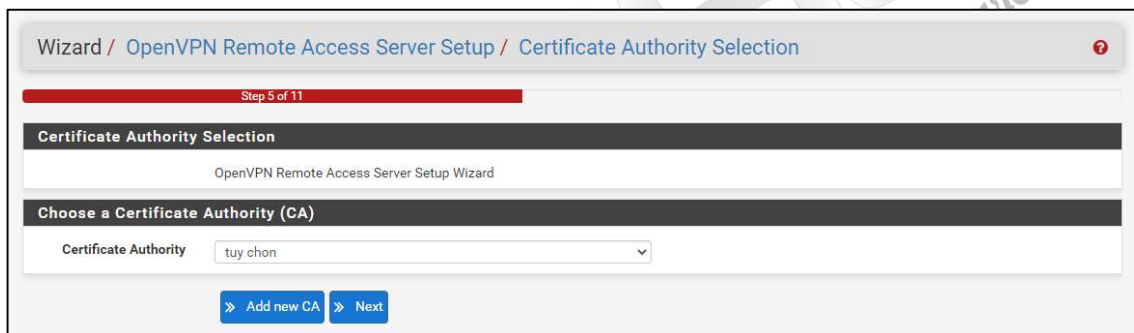 Wizard / OpenVPN Remote Access Server Setup / Certificate Authority Selection
Step 5 of 11
Certificate Authority Selection
OpenVPN Remote Access Server Setup Wizard
Choose a Certificate Authority (CA)
Certificate Authority tuy chon
» Add new CA » Next